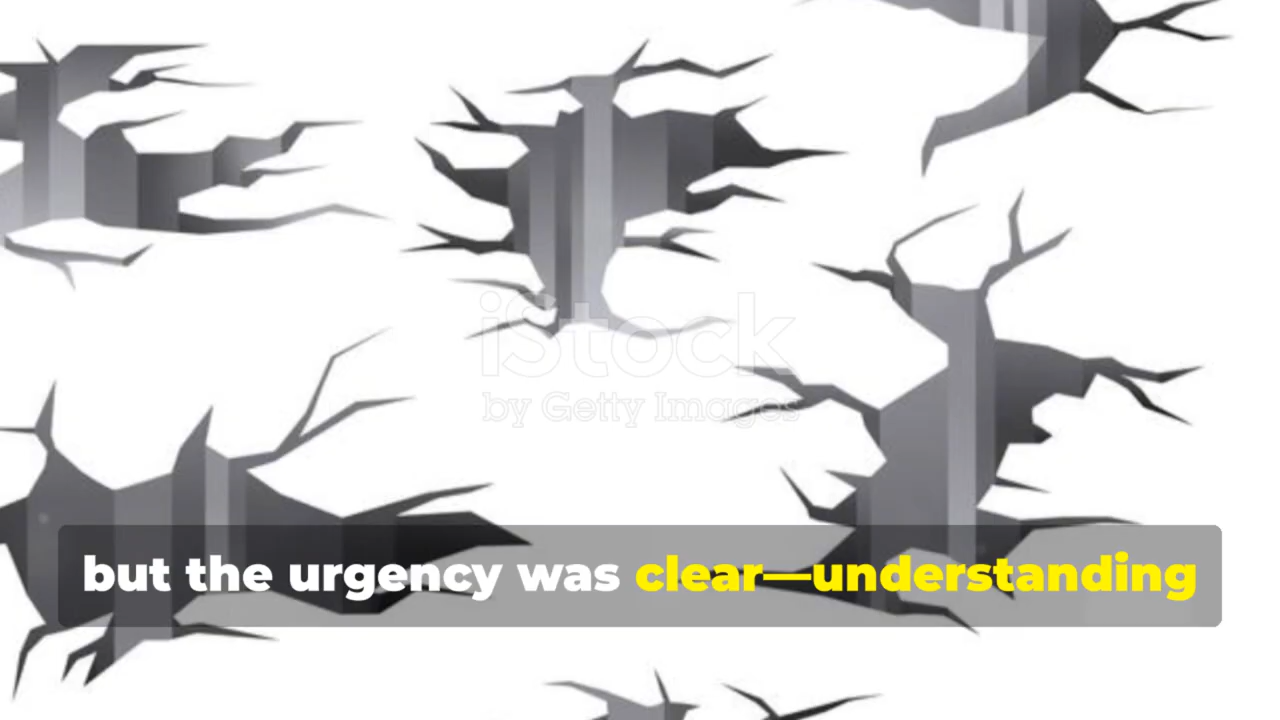 iStock
by Getty Images
but the urgency was clear—understanding